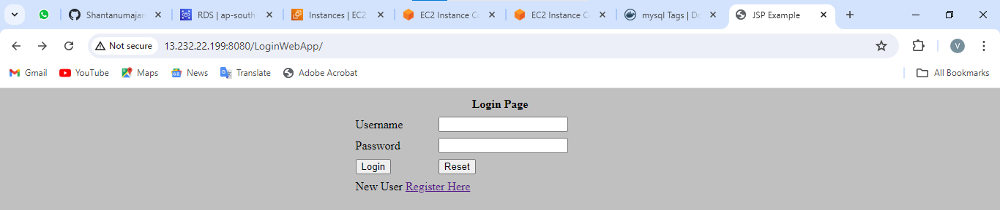 Shantanumajan
RDS | ap-south
Instances | EC2
EC2 Instance Co
EC2 Instance Co
mysql Tags | Do
JSP Example
Not secure
13.232.22.199:8080/LoginWebApp/
V
Gmail
YouTube
Maps
News
Translate
Adobe Acrobat
All Bookmarks
Login Page
Username
Password
Login
Reset
New User Register Here